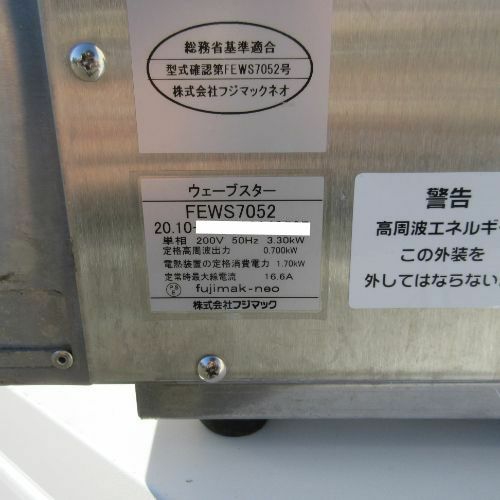 総務省基準適合
型式確認第FEWS7052号
株式会社フジマックネオ
ウェーブスター
FEWS7052
20.10-
単相 200V 50Hz 3.30kW
定格高周波出力 0.700kW
電熱装置の定格消費電力 1.70kW
定常時最大線電流 16.6A
fujimak-neo
株式会社フジマック
警告
高周波エネルギー
この外装を
外してはならない